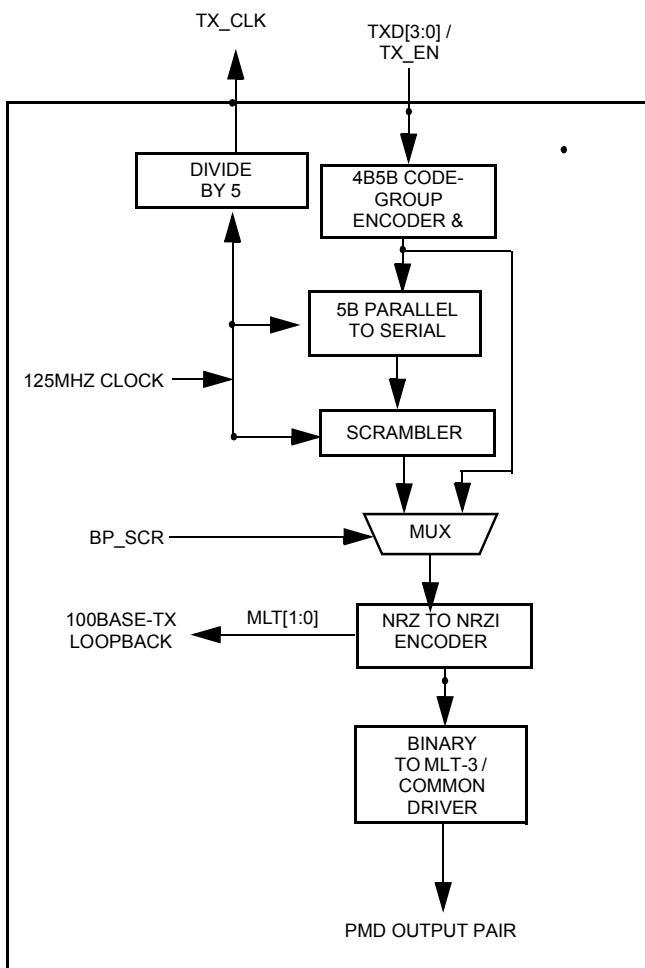 TX_CLK
TXD[3:0] /
TX_EN
DIVIDE
BY 5
4B5B CODE-
GROUP
ENCODER &
5B PARALLEL
TO SERIAL
125MHZ CLOCK
SCRAMBLER
BP_SCR
MUX
100BASE-TX
LOOPBACK
MLT[1:0]
NRZ TO NRZI
ENCODER
BINARY
TO MLT-3 /
COMMON
DRIVER
PMD OUTPUT PAIR